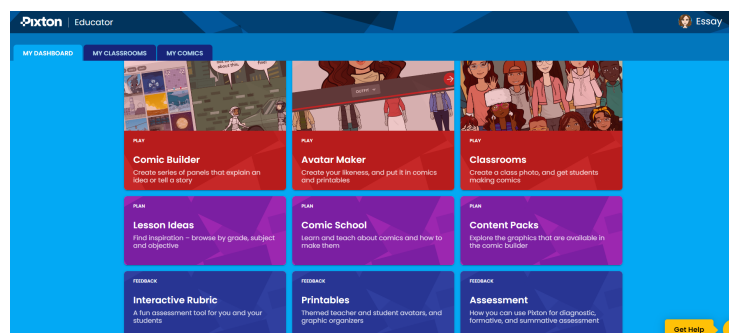 Pixton | Educator
Essay
MY DASHBOARD
MY CLASSROOMS
MY COMICS
about this.
feel
OUTFIT
PLAY
Comic Builder
Create series of panels that explain an
idea or tell a story
PLAY
Avatar Maker
Create your likeness, and put it in comics
and printables
PLAY
Classrooms
Create a class photo, and get students
making comics
PLAN
Lesson Ideas
Find inspiration – browse by grade, subject
and objective
PLAN
Comic School
Learn and teach about comics and how to
make them
PLAN
Content Packs
Explore the graphics that are available in
the comic builder
FEEDBACK
Interactive Rubric
A fun assessment tool for you and your
students
FEEDBACK
Printables
Themed teacher and student avatars, and
graphic organizers
FEEDBACK
Assessment
How you can use Pixton for diagnostic,
formative, and summative assessment
Get Help